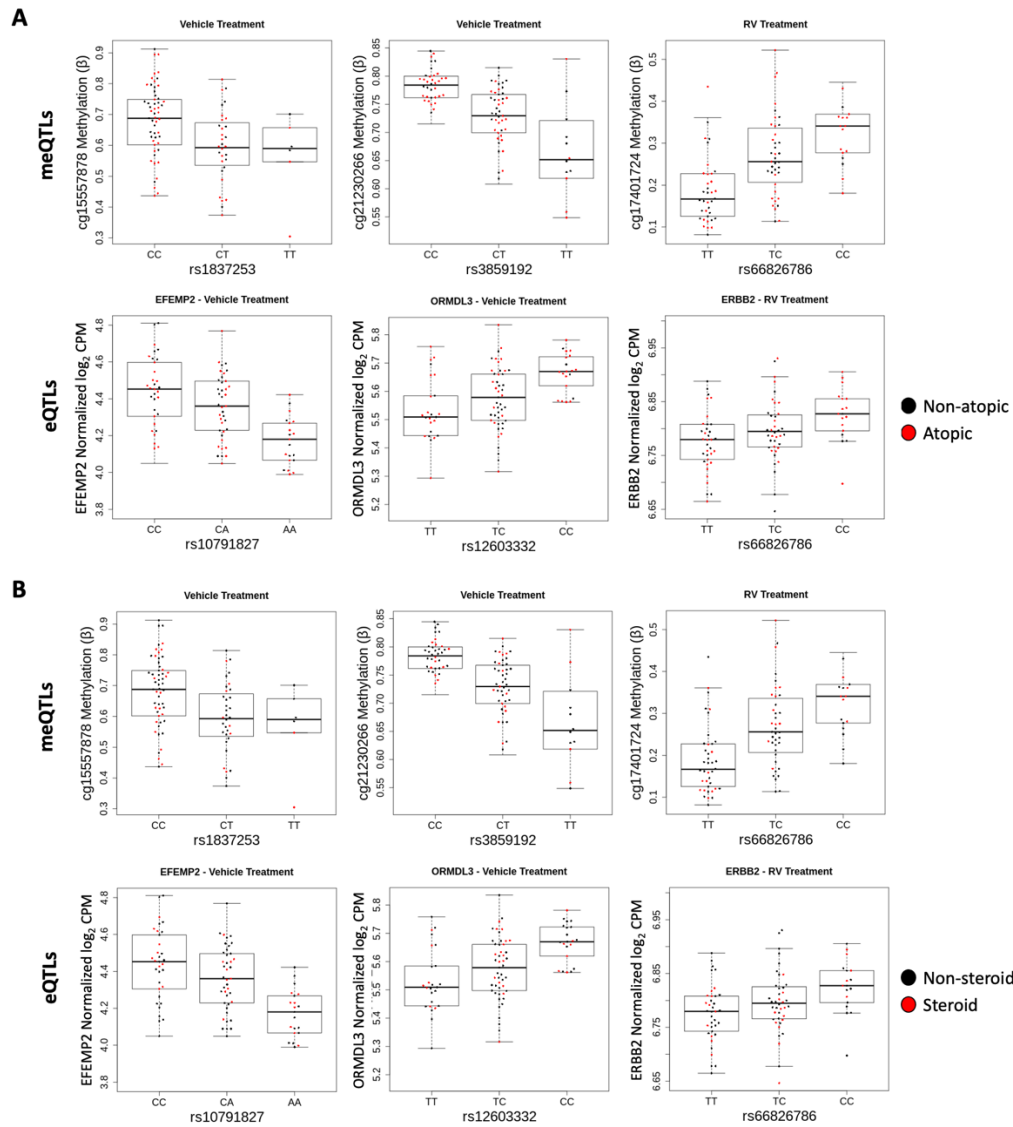 A
meQTLs
Vehicle Treatment
cg15557878 Methylation (β)
0.9
0.8
0.7
0.6
0.5
0.4
0.3
CC CT TT
rs1837253
Vehicle Treatment
cg21230266 Methylation (β)
0.85
0.80
0.75
0.70
0.65
0.60
0.55
CC CT TT
rs3859192
RV Treatment
cg17401724 Methylation (β)
0.5
0.4
0.3
0.2
0.1
TT TC CC
rs66826786
eQTLs
EFEMP2 - Vehicle Treatment
EFEMP2 Normalized log₂ CPM
4.8
4.6
4.4
4.2
4.0
3.8
CC CA AA
rs10791827
ORMDL3 - Vehicle Treatment
ORMDL3 Normalized log₂ CPM
5.8
5.7
5.6
5.5
5.4
5.3
5.2
TT TC CC
rs12603332
ERBB2 - RV Treatment
ERBB2 Normalized log₂ CPM
6.95
6.85
6.75
6.65
TT TC CC
rs66826786
Non-atopic
Atopic
B
meQTLs
Vehicle Treatment
cg15557878 Methylation (β)
0.9
0.8
0.7
0.6
0.5
0.4
0.3
CC CT TT
rs1837253
Vehicle Treatment
cg21230266 Methylation (β)
0.85
0.80
0.75
0.70
0.65
0.60
0.55
CC CT TT
rs3859192
RV Treatment
cg17401724 Methylation (β)
0.5
0.4
0.3
0.2
0.1
TT TC CC
rs66826786
eQTLs
EFEMP2 - Vehicle Treatment
EFEMP2 Normalized log₂ CPM
4.8
4.6
4.4
4.2
4.0
3.8
CC CA AA
rs10791827
ORMDL3 - Vehicle Treatment
ORMDL3 Normalized log₂ CPM
5.8
5.7
5.6
5.5
5.4
5.3
5.2
TT TC CC
rs12603332
ERBB2 - RV Treatment
ERBB2 Normalized log₂ CPM
6.95
6.85
6.75
6.65
TT TC CC
rs66826786
Non-steroid
Steroid